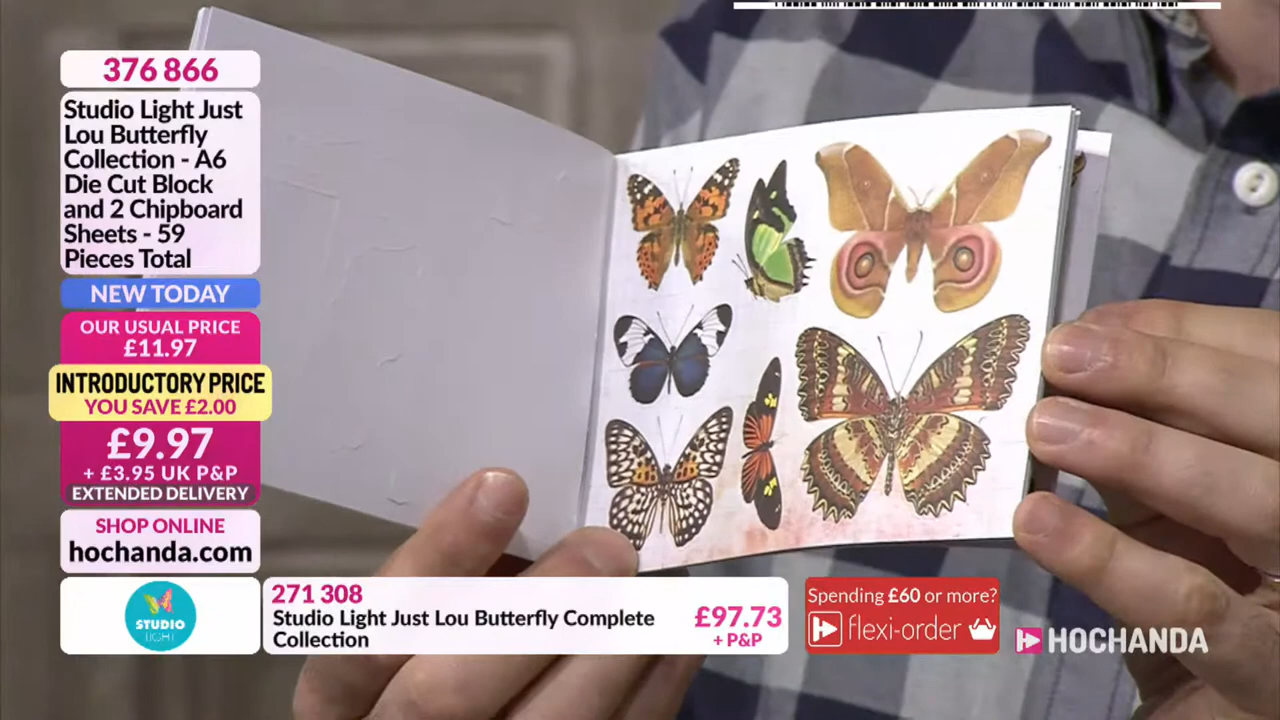 376 866
Studio Light Just
Lou Butterfly
Collection - A6
Die Cut Block
and 2 Chipboard
Sheets - 59
Pieces Total
NEW TODAY
OUR USUAL PRICE
£11.97
INTRODUCTORY PRICE
YOU SAVE £2.00
£9.97
+ £3.95 UK P&P
EXTENDED DELIVERY
SHOP ONLINE
hochanda.com
STUDIO
LIGHT
271 308
Studio Light Just Lou Butterfly Complete
Collection
£97.73
+ P&P
Spending £60 or more?
flexi-order
HOCHANDA